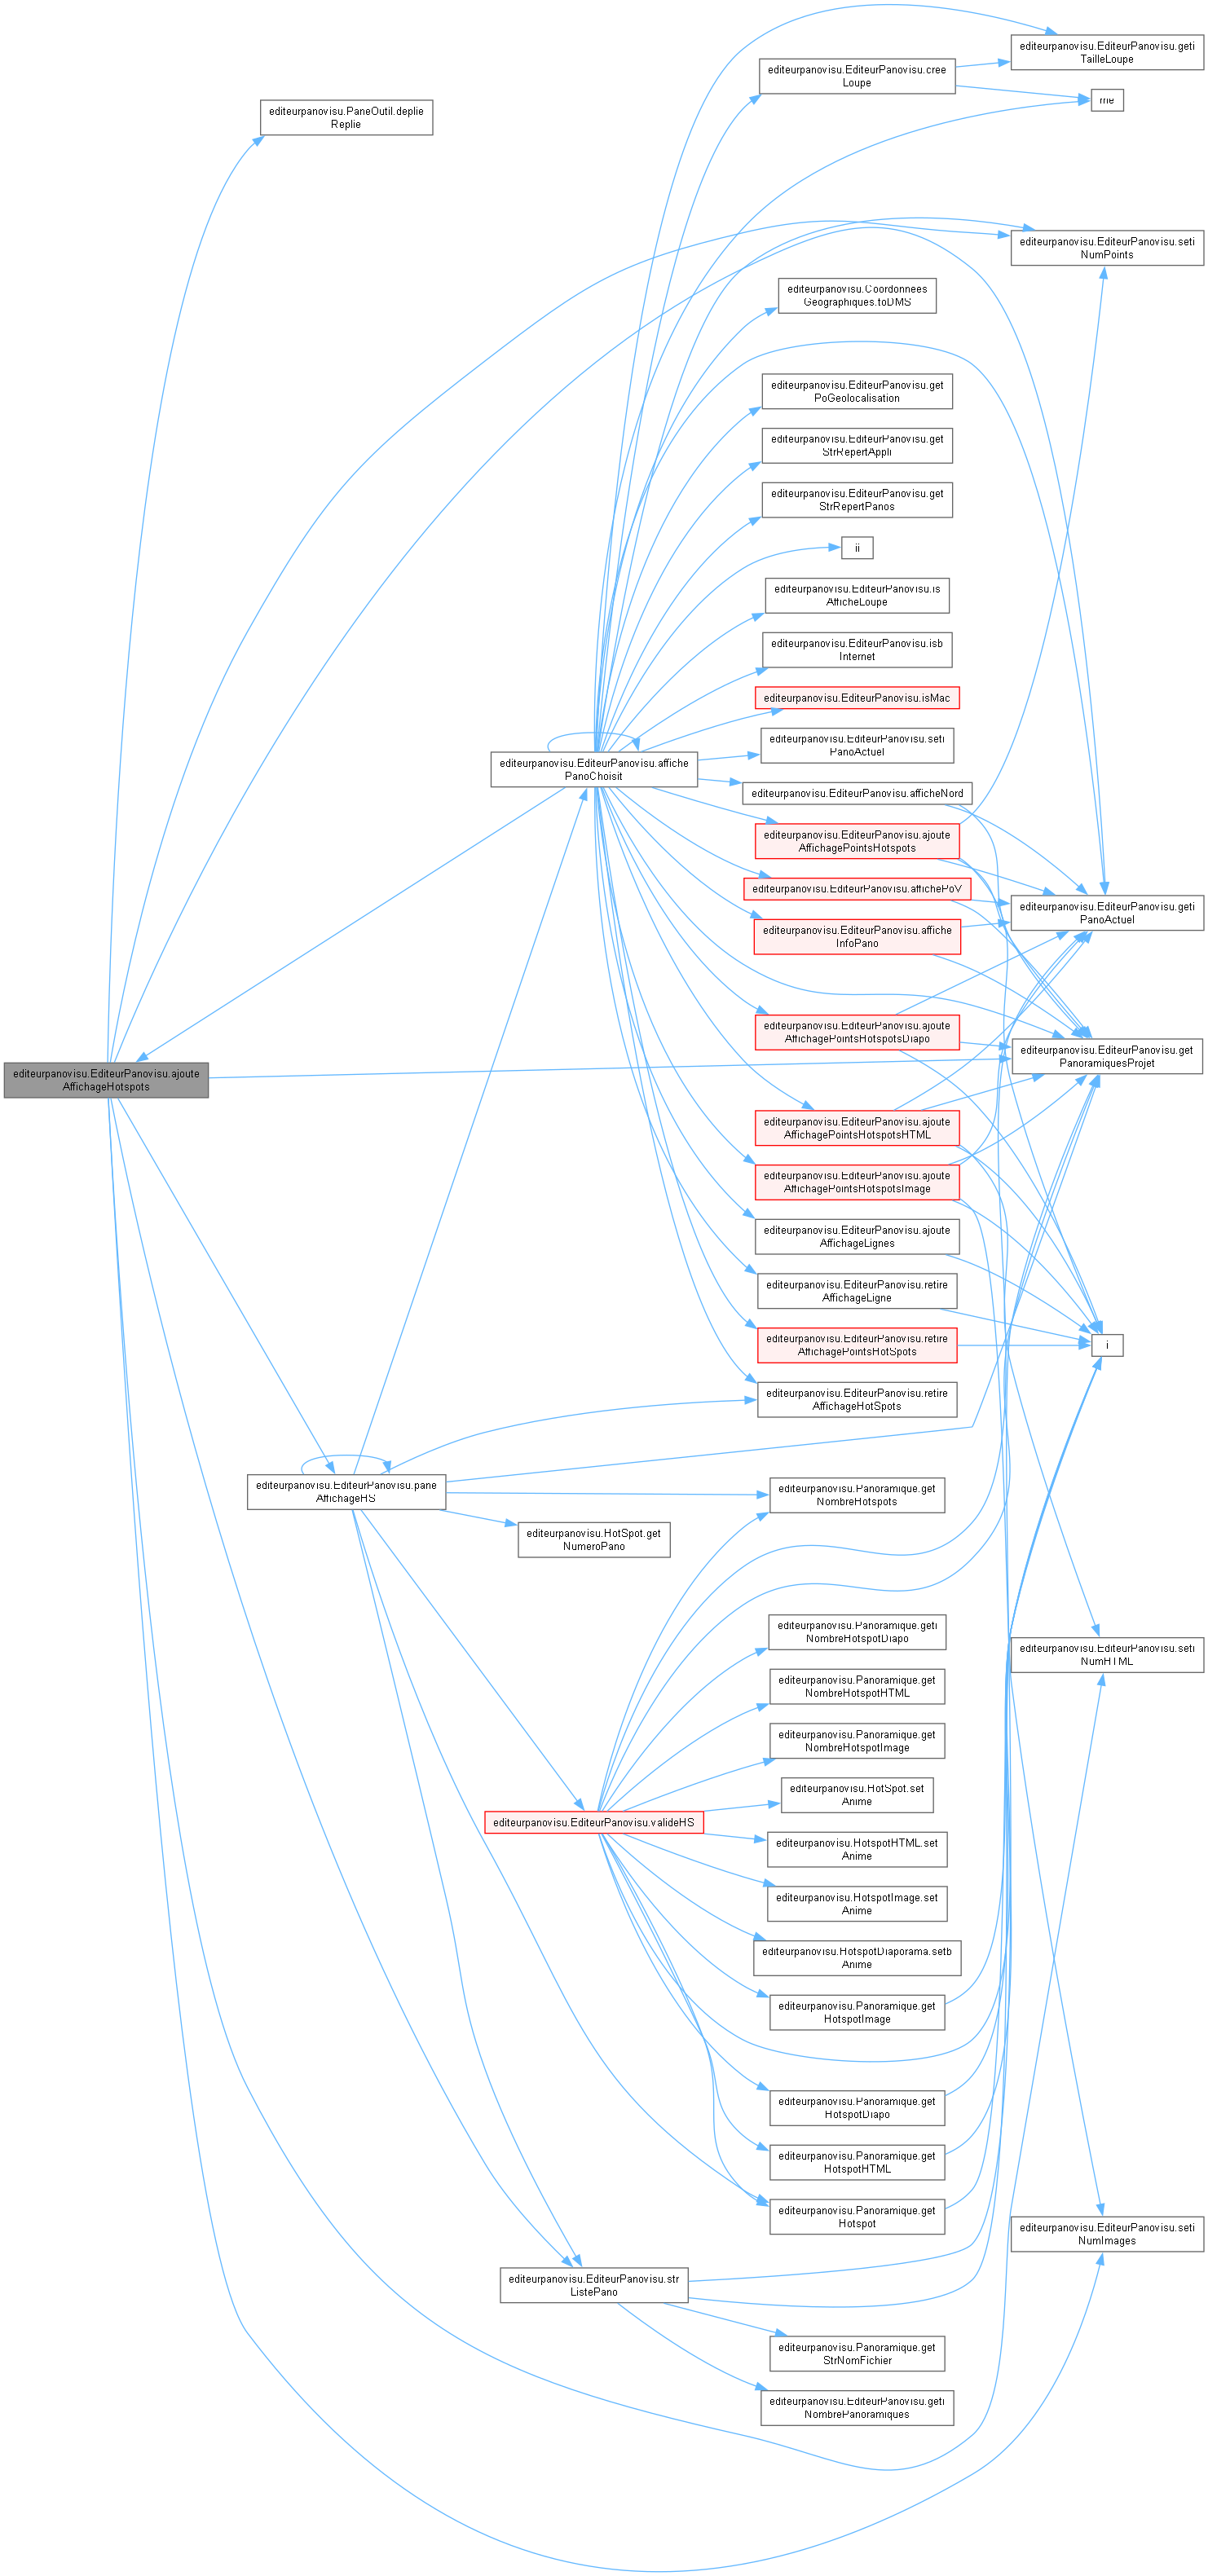 editeurpanovisu.EditeurPanovisu.geti
TailleLoupe
editeurpanovisu.EditeurPanovisu.cree
Loupe
me
editeurpanovisu.PaneOutil.deplie
Replie
editeurpanovisu.EditeurPanovisu.seti
NumPoints
editeurpanovisu.Coordonnees
Geographiques.toDMS
editeurpanovisu.EditeurPanovisu.get
PoGeolocalisation
editeurpanovisu.EditeurPanovisu.get
StrRepertAppli
editeurpanovisu.EditeurPanovisu.get
StrRepertPanos
ii
editeurpanovisu.EditeurPanovisu.is
AfficheLoupe
editeurpanovisu.EditeurPanovisu.isb
Internet
editeurpanovisu.EditeurPanovisu.isMac
editeurpanovisu.EditeurPanovisu.seti
PanoActuel
editeurpanovisu.EditeurPanovisu.affiche
PanoChoisit
editeurpanovisu.EditeurPanovisu.afficheNord
editeurpanovisu.EditeurPanovisu.ajoute
AffichagePointsHotspots
editeurpanovisu.EditeurPanovisu.affichePoV
editeurpanovisu.EditeurPanovisu.geti
PanoActuel
editeurpanovisu.EditeurPanovisu.affiche
InfoPano
editeurpanovisu.EditeurPanovisu.ajoute
AffichagePointsHotspotsDiapo
editeurpanovisu.EditeurPanovisu.get
PanoramiquesProjet
editeurpanovisu.EditeurPanovisu.ajoute
AffichageHotspots
editeurpanovisu.EditeurPanovisu.ajoute
AffichagePointsHotspotsHTML
editeurpanovisu.EditeurPanovisu.ajoute
AffichagePointsHotspotsImage
editeurpanovisu.EditeurPanovisu.ajoute
AffichageLignes
editeurpanovisu.EditeurPanovisu.retire
AffichageLigne
editeurpanovisu.EditeurPanovisu.retire
AffichagePointsHotSpots
i
editeurpanovisu.EditeurPanovisu.retire
AffichageHotSpots
editeurpanovisu.EditeurPanovisu.pane
AffichageHS
editeurpanovisu.Panoramique.get
NombreHotspots
editeurpanovisu.HotSpot.get
NumeroPano
editeurpanovisu.Panoramique.geti
NombreHotspotDiapo
editeurpanovisu.EditeurPanovisu.seti
NumHTML
editeurpanovisu.Panoramique.get
NombreHotspotHTML
editeurpanovisu.Panoramique.get
NombreHotspotImage
editeurpanovisu.HotSpot.set
Anime
editeurpanovisu.EditeurPanovisu.valideHS
editeurpanovisu.HotspotHTML.set
Anime
editeurpanovisu.HotspotImage.set
Anime
editeurpanovisu.HotspotDiaporama.setb
Anime
editeurpanovisu.Panoramique.get
HotspotImage
editeurpanovisu.Panoramique.get
HotspotDiapo
editeurpanovisu.Panoramique.get
HotspotHTML
editeurpanovisu.Panoramique.get
Hotspot
editeurpanovisu.EditeurPanovisu.seti
NumImages
editeurpanovisu.EditeurPanovisu.str
ListePano
editeurpanovisu.Panoramique.get
StrNomFichier
editeurpanovisu.EditeurPanovisu.geti
NombrePanoramiques